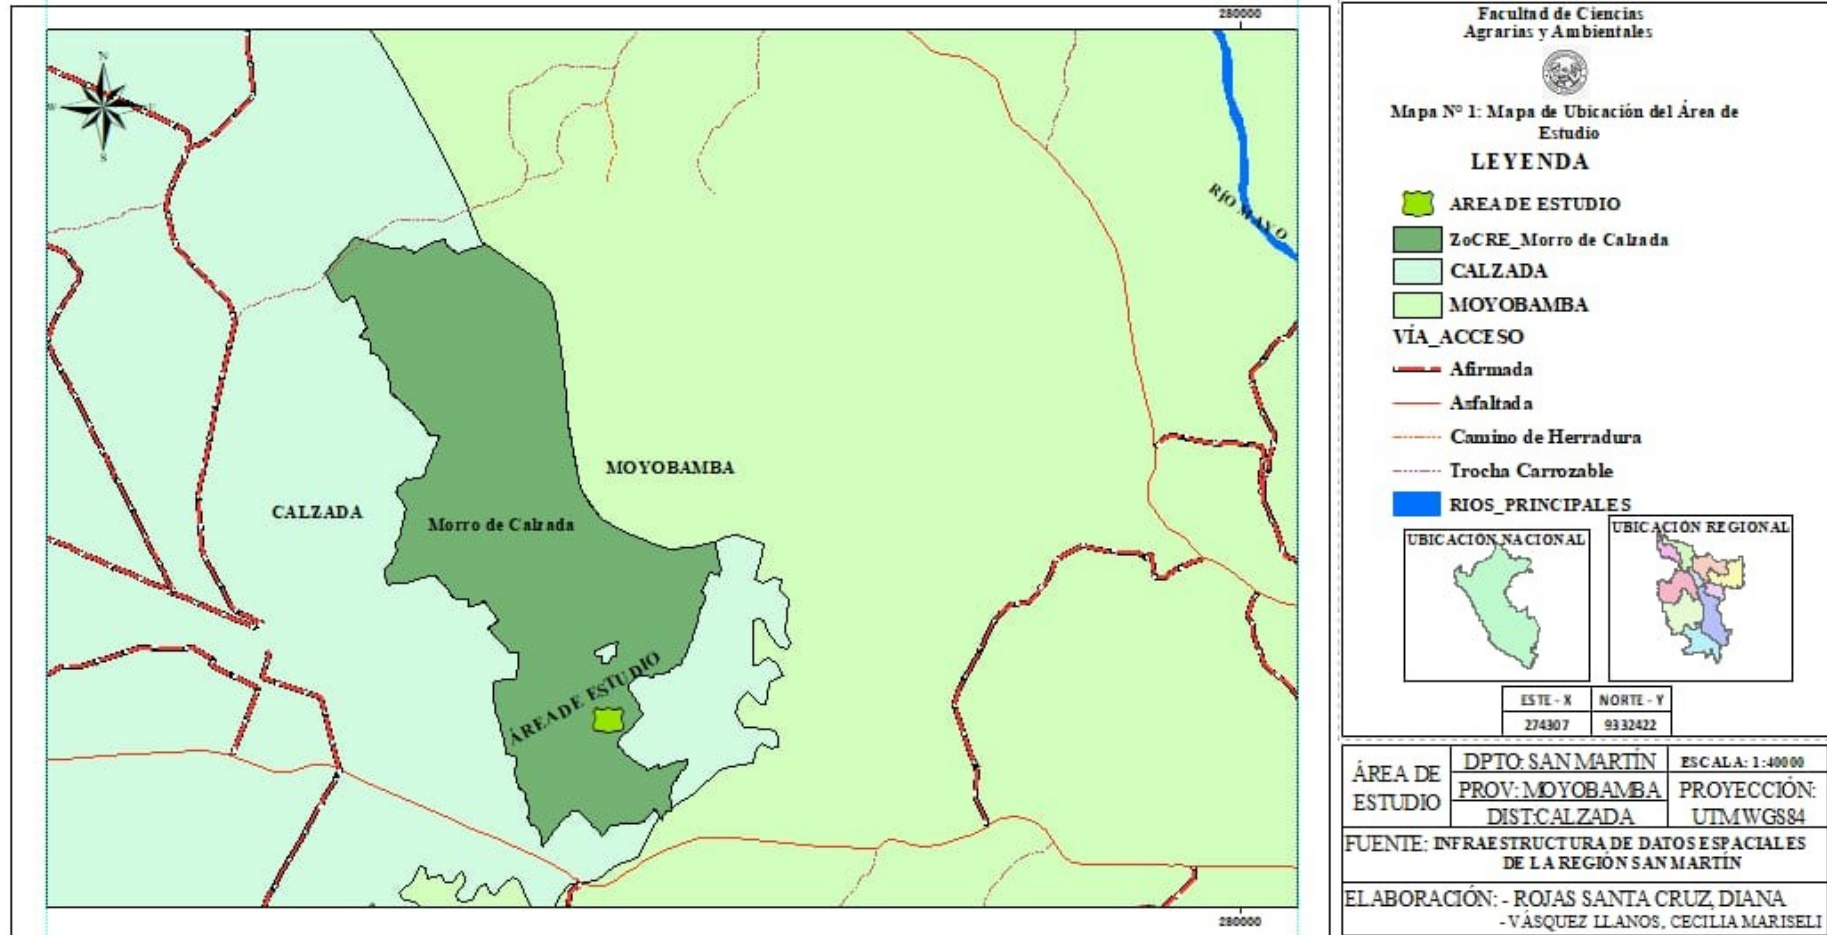 280000
N
W
E
S
RÍO MAYO
MOYOBAMBA
CALZADA
Morro de Calzada
ÁREA DE ESTUDIO
280000
Facultad de Ciencias
Agrarias y Ambientales
Mapa Nº 1: Mapa de Ubicación del Área de
Estudio
LEYENDA
AREA DE ESTUDIO
ZoCRE_Morro de Calzada
CALZADA
MOYOBAMBA
VÍA_ACCESO
Afirmada
Asfaltada
Camino de Herradura
Trocha Carrozable
RIOS_PRINCIPALES
UBICACIÓN NACIONAL
UBICACIÓN REGIONAL
ESTE - X NORTE - Y
274307 9332422
ÁREA DE ESTUDIO
DPTO: SAN MARTÍN
PROV: MOYOBAMBA
DIST:CALZADA
ESCALA: 1:40000
PROYECCIÓN:
UTM WGS84
FUENTE: INFRAESTRUCTURA DE DATOS ESPACIALES
DE LA REGIÓN SAN MARTÍN
ELABORACIÓN: - ROJAS SANTA CRUZ, DIANA
- VÁSQUEZ LLANOS, CECILIA MARISELI